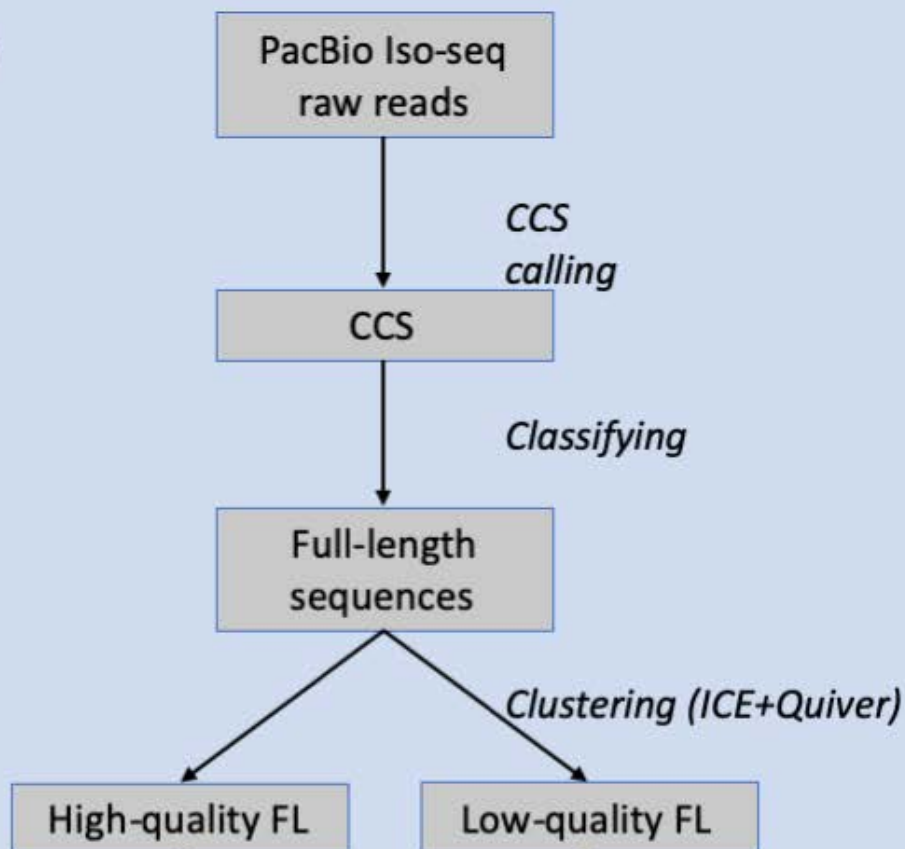 PacBio Iso-seq
raw reads
CCS
calling
CCS
Classifying
Full-length
sequences
Clustering (ICE+Quiver)
High-quality FL
Low-quality FL